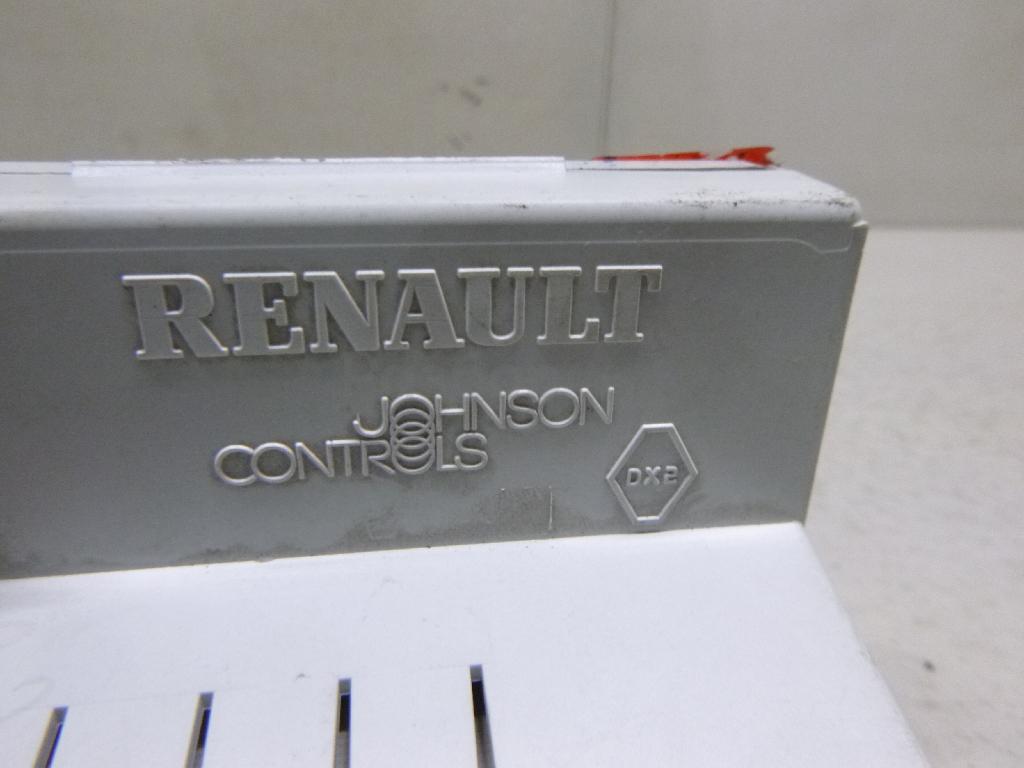 RENAULT
JOHNSON
CONTROLS
DX2